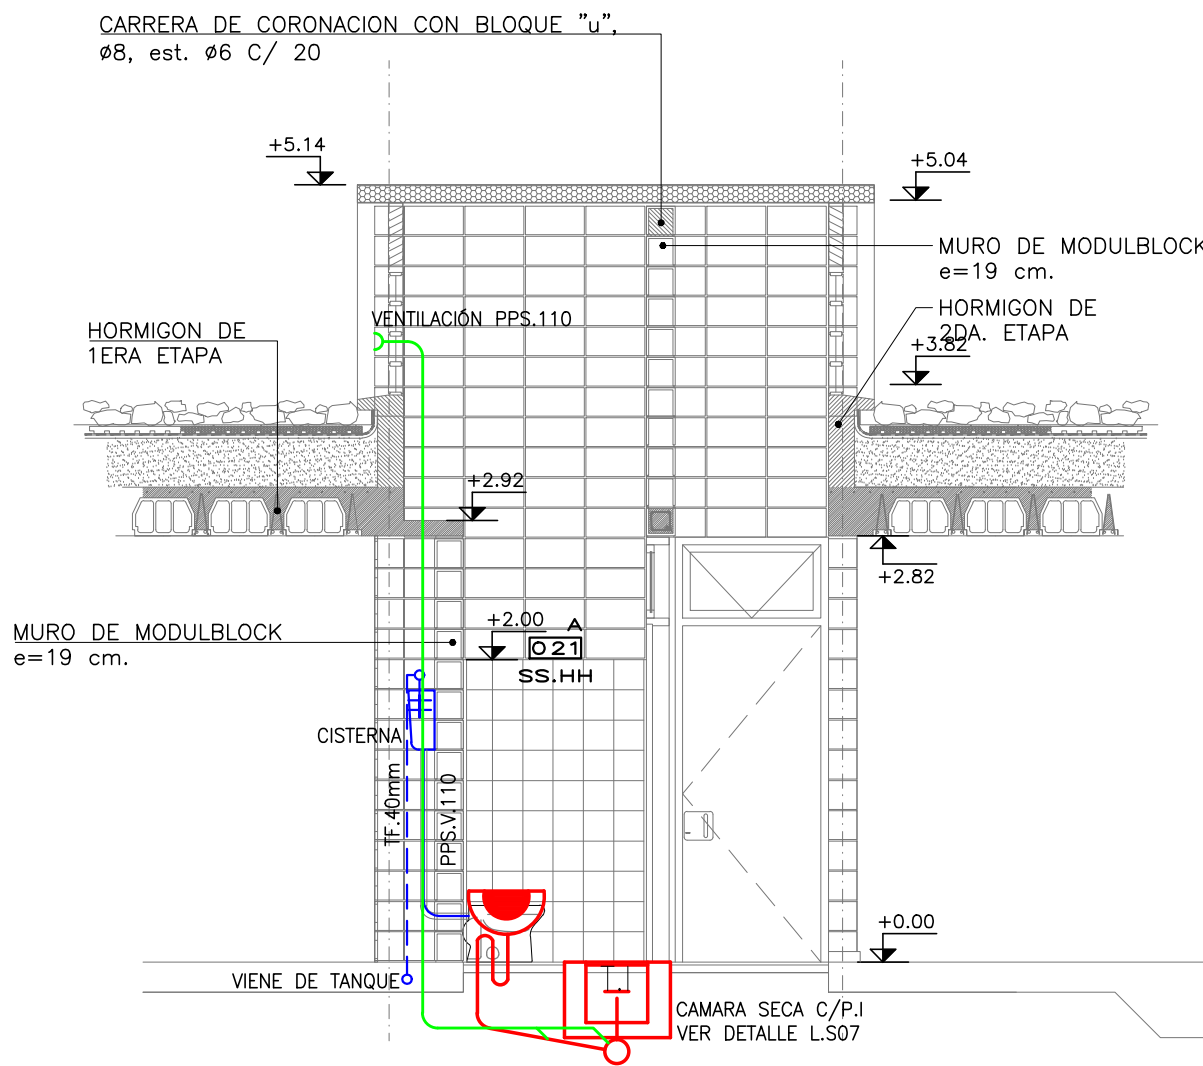 CARRERA DE CORONACION CON BLOQUE "u",
ø8, est. ø6 C/ 20
+5.14
+5.04
MURO DE MODULBLOCK
e=19 cm.
HORMIGON DE
2DA. ETAPA
+3.82
VENTILACIÓN PPS.110
HORMIGON DE
1ERA ETAPA
+2.92
+2.82
+2.00
A
021
SS.HH
MURO DE MODULBLOCK
e=19 cm.
CISTERNA
TF.40mm
PPS.V.110
+0.00
VIENE DE TANQUE
CAMARA SECA C/P.I
VER DETALLE L.S07